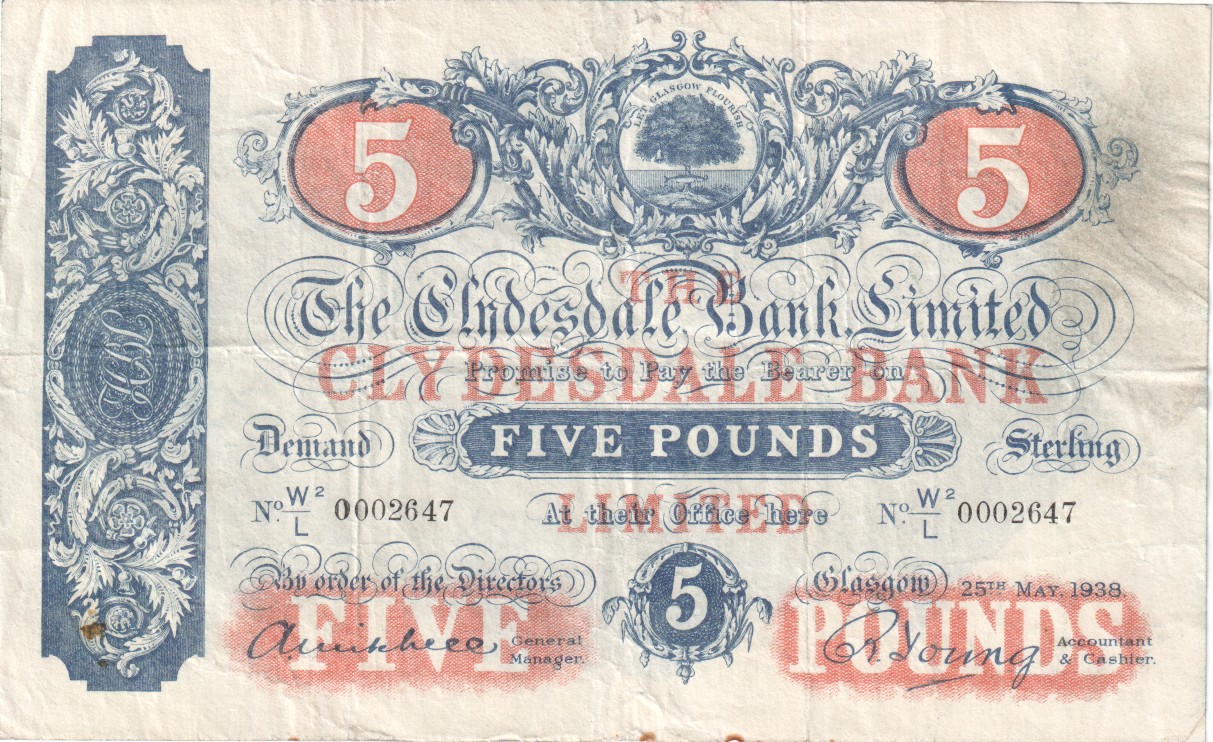 LET GLASGOW FLOURISH
5 5
The Clydesdale Bank, Limited
THE
CLYDESDALE BANK
LIMITED
Promise to Pay the Bearer on
Demand FIVE POUNDS Sterling
No. W2/L 0002647 At their Office here No. W2/L 0002647
By order of the Directors 5 Glasgow 25TH MAY. 1938.
FIVE POUNDS
General Manager.
R. Young Accountant & Cashier.